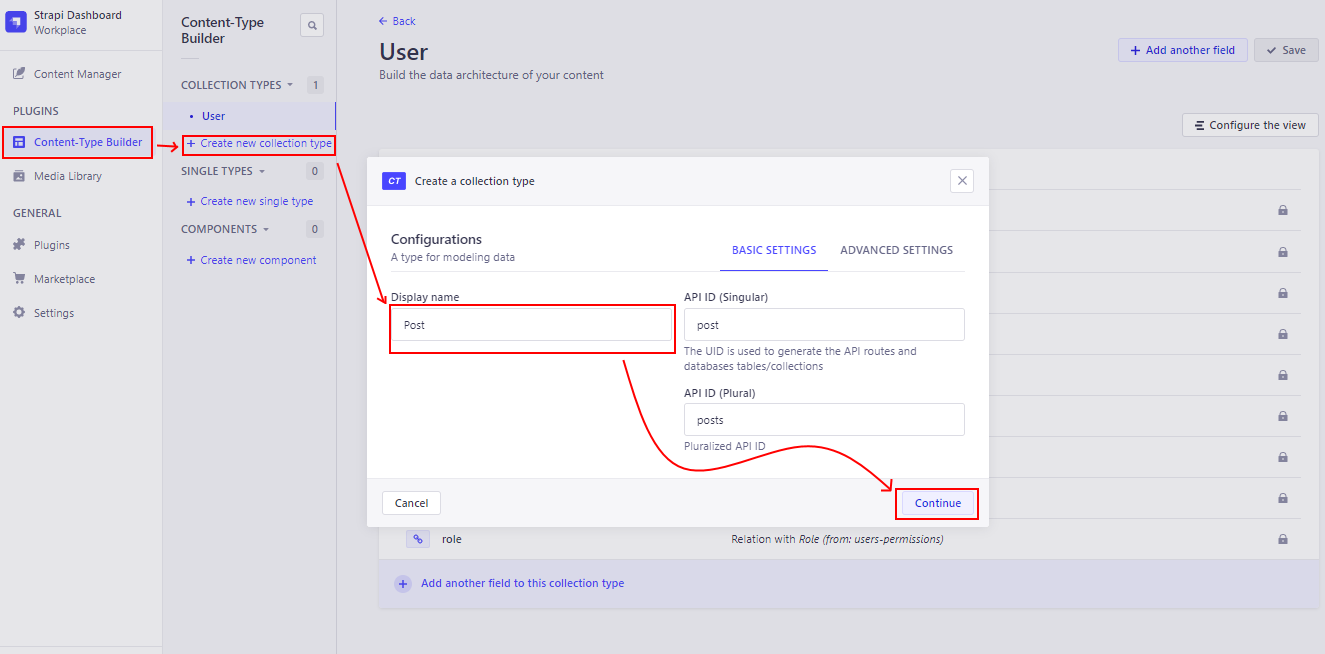 Strapi Dashboard
Workplace
Content Manager
PLUGINS
Content-Type Builder
Media Library
GENERAL
Plugins
Marketplace
Settings
Content-Type
Builder
COLLECTION TYPES 1
User
+ Create new collection type
SINGLE TYPES 0
+ Create new single type
COMPONENTS 0
+ Create new component
← Back
User
Build the data architecture of your content
+ Add another field
✓ Save
Configure the view
CT Create a collection type
Configurations
A type for modeling data
BASIC SETTINGS
ADVANCED SETTINGS
Display name
Post
API ID (Singular)
post
The UID is used to generate the API routes and
databases tables/collections
API ID (Plural)
posts
Pluralized API ID
Cancel
Continue
role Relation with Role (from: users-permissions)
+ Add another field to this collection type